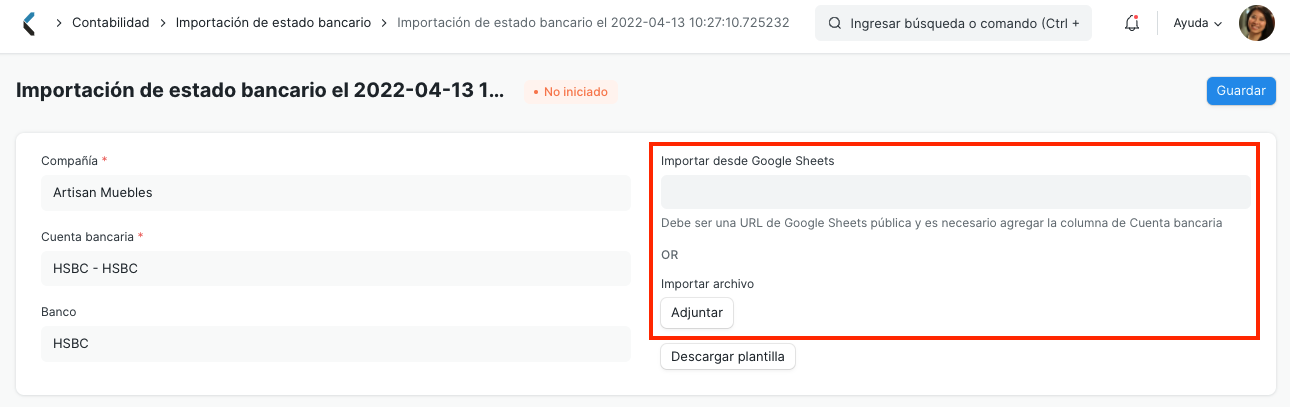 Contabilidad
Importación de estado bancario
Importación de estado bancario el 2022-04-13 10:27:10.725232
Ingresar búsqueda o comando (Ctrl +
Ayuda
Importación de estado bancario el 2022-04-13 1...
No iniciado
Guardar
Compañía *
Artisan Muebles
Cuenta bancaria *
HSBC - HSBC
Banco
HSBC
Importar desde Google Sheets
Debe ser una URL de Google Sheets pública y es necesario agregar la columna de Cuenta bancaria
OR
Importar archivo
Adjuntar
Descargar plantilla